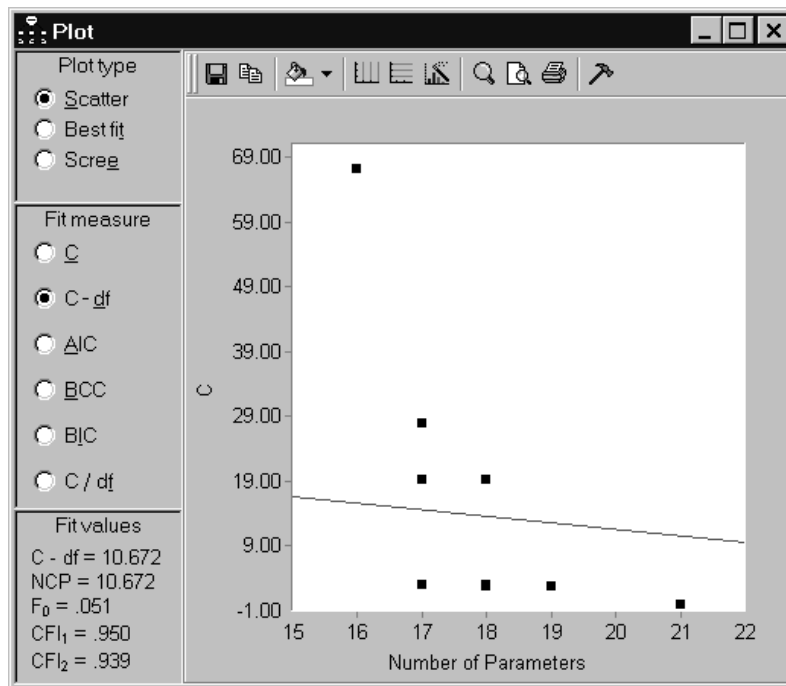 Plot
Plot type
Scatter
Best fit
Scree
Fit measure
C
C - df
AIC
BCC
BIC
C / df
Fit values
C - df = 10.672
NCP = 10.672
F₀ = .051
CFI₁ = .950
CFI₂ = .939
C
69.00
59.00
49.00
39.00
29.00
19.00
9.00
-1.00
15 16 17 18 19 20 21 22
Number of Parameters